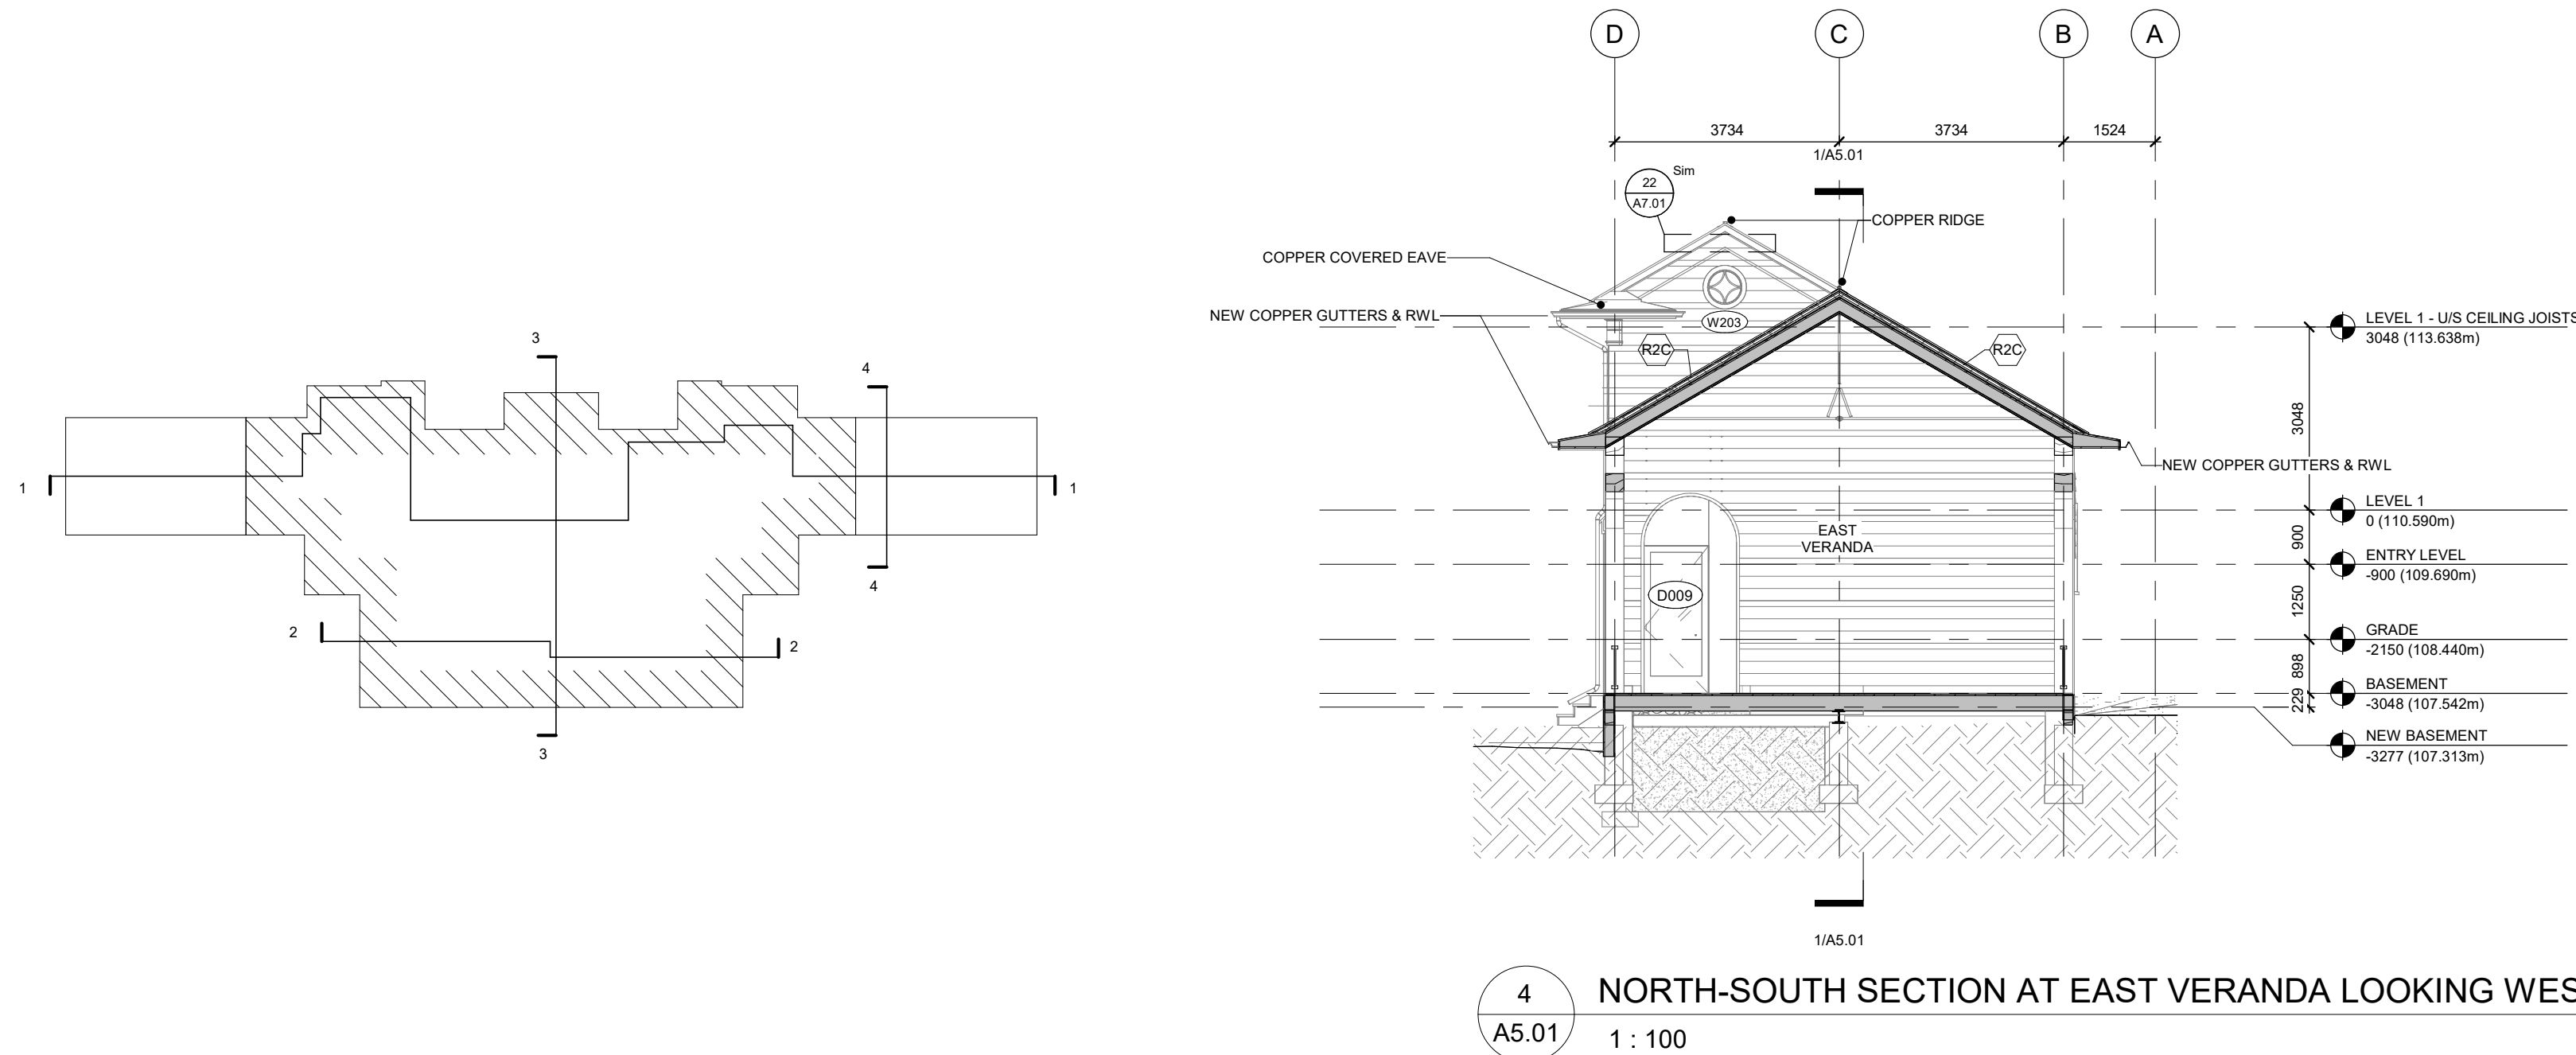 D
C
B
A
3734
3734
1524
1/A5.01
22
A7.01
Sim
COPPER RIDGE
COPPER COVERED EAVE
NEW COPPER GUTTERS & RWL
W203
R2C
R2C
LEVEL 1 - U/S CEILING JOISTS
3048 (113.638m)
3048
NEW COPPER GUTTERS & RWL
LEVEL 1
0 (110.590m)
900
EAST
VERANDA
ENTRY LEVEL
-900 (109.690m)
1250
D009
GRADE
-2150 (108.440m)
898
BASEMENT
-3048 (107.542m)
229
NEW BASEMENT
-3277 (107.313m)
1/A5.01
3
4
1
1
4
2
2
3
4
A5.01
NORTH-SOUTH SECTION AT EAST VERANDA LOOKING WES
1 : 100